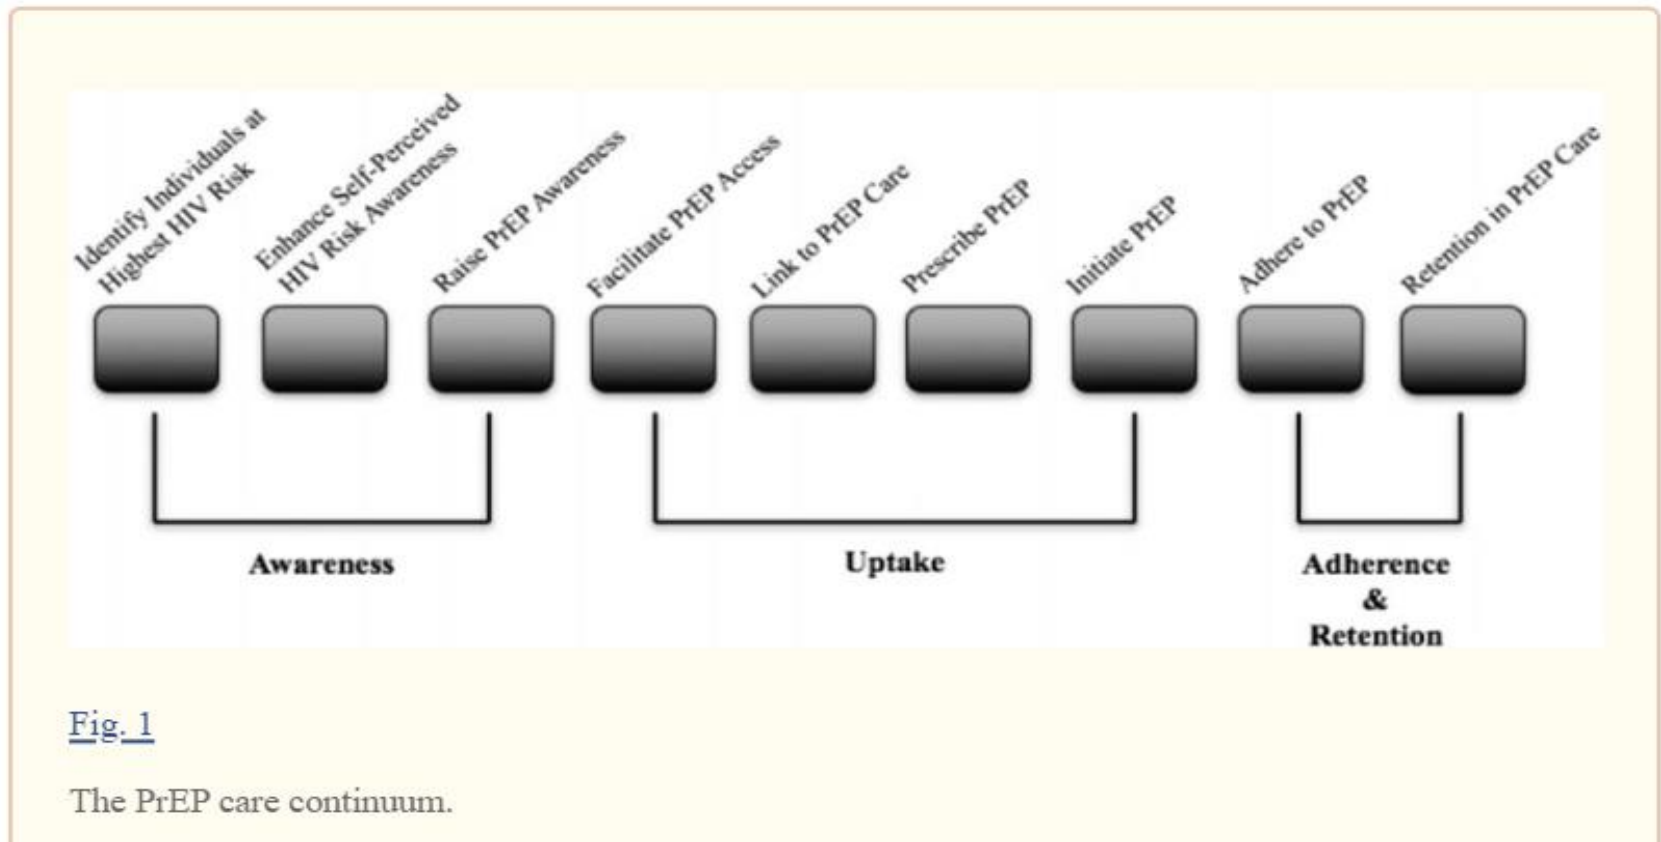 Identify Individuals at
Highest HIV Risk
Enhance Self-Perceived
HIV Risk Awareness
Raise PrEP Awareness
Facilitate PrEP Access
Link to PrEP Care
Prescribe PrEP
Initiate PrEP
Adhere to PrEP
Retention in PrEP Care
Awareness
Uptake
Adherence
&
Retention
Fig. 1
The PrEP care continuum.